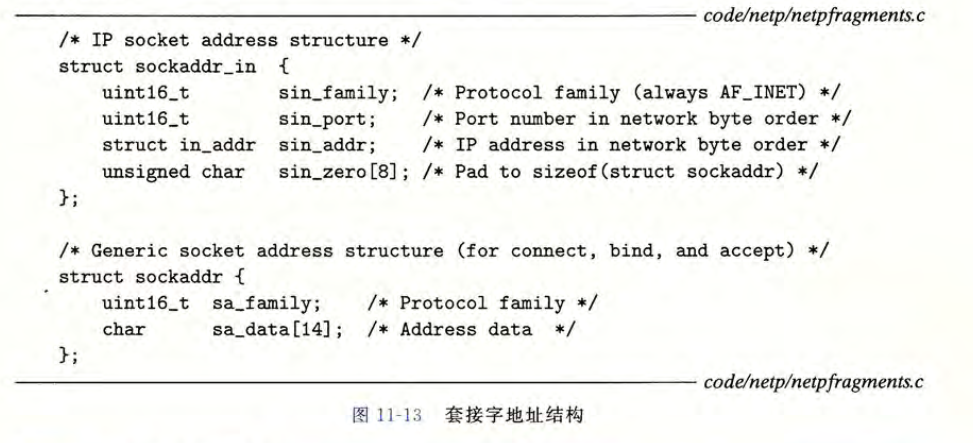 code/netp/netpfragments.c
/* IP socket address structure */
struct sockaddr_in  {
    uint16_t        sin_family;  /* Protocol family (always AF_INET) */
    uint16_t        sin_port;    /* Port number in network byte order */
    struct in_addr  sin_addr;    /* IP address in network byte order */
    unsigned char   sin_zero[8]; /* Pad to sizeof(struct sockaddr) */
};
/* Generic socket address structure (for connect, bind, and accept) */
struct sockaddr {
    uint16_t  sa_family;    /* Protocol family */
    char      sa_data[14];  /* Address data  */
};
code/netp/netpfragments.c
图 11-13  套接字地址结构